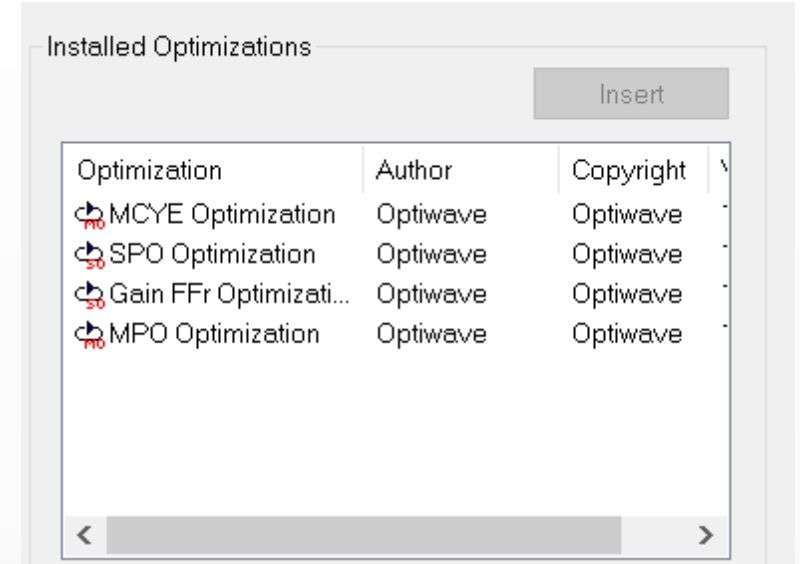 Installed Optimizations
Insert
Optimization Author Copyright
MCYE Optimization Optiwave Optiwave
SPO Optimization Optiwave Optiwave
Gain FFr Optimizati... Optiwave Optiwave
MPO Optimization Optiwave Optiwave